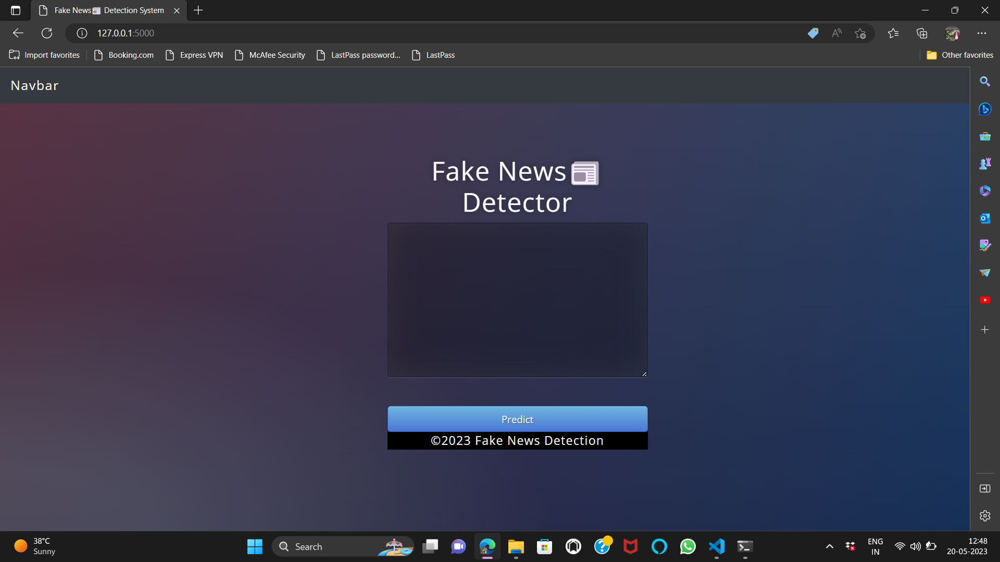 Fake News📰 Detection System
127.0.0.1:5000
Import favorites
Booking.com
Express VPN
McAfee Security
LastPass password...
LastPass
Other favorites
Navbar
Fake News📰
Detector
Predict
©2023 Fake News Detection
38°C
Sunny
Search
ENG
IN
12:48
20-05-2023